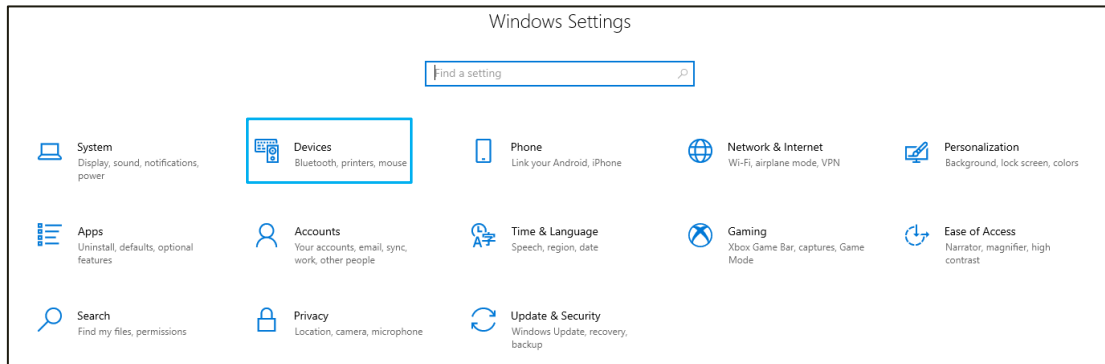 Windows Settings
Find a setting
System
Display, sound, notifications,
power
Devices
Bluetooth, printers, mouse
Phone
Link your Android, iPhone
Network & Internet
Wi-Fi, airplane mode, VPN
Personalization
Background, lock screen, colors
Apps
Uninstall, defaults, optional
features
Accounts
Your accounts, email, sync,
work, other people
Time & Language
Speech, region, date
Gaming
Xbox Game Bar, captures, Game
Mode
Ease of Access
Narrator, magnifier, high
contrast
Search
Find my files, permissions
Privacy
Location, camera, microphone
Update & Security
Windows Update, recovery,
backup